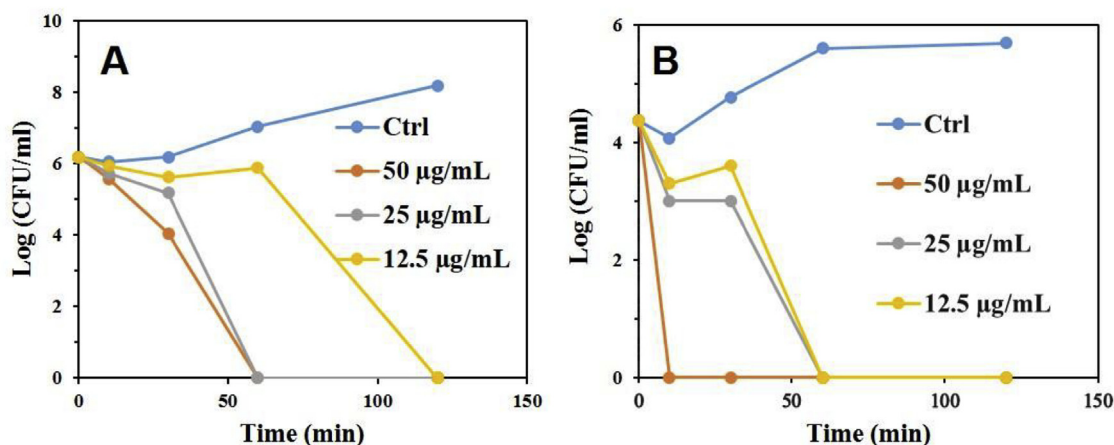 A
Log (CFU/ml)
10
8
6
4
2
0
0
50
100
150
Time (min)
Ctrl
50 µg/mL
25 µg/mL
12.5 µg/mL
B
Log (CFU/ml)
6
4
2
0
0
50
100
150
Time (min)
Ctrl
50 µg/mL
25 µg/mL
12.5 µg/mL